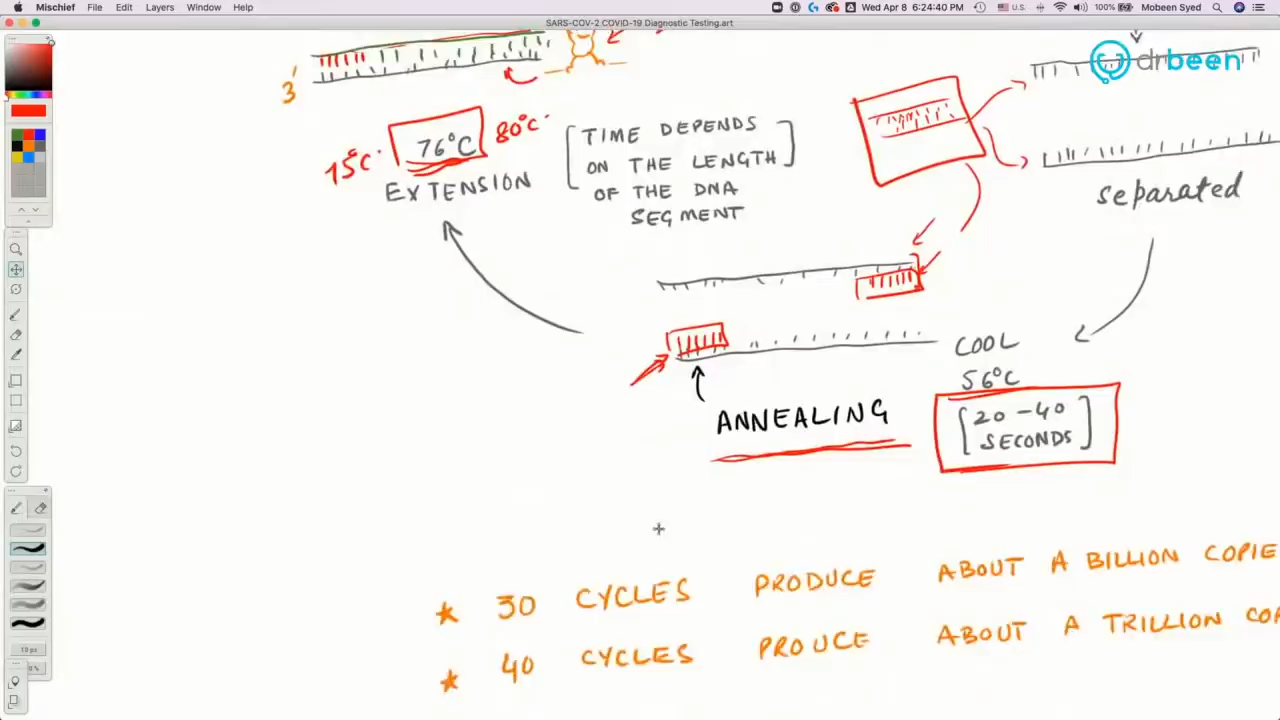 Mischief File Edit Layers Window Help
Wed Apr 8 6:24:40 PM U.S. 100% Mobeen Syed
SARS-COV-2 COVID-19 Diagnostic Testing.art
drbeen
3'
75°C
76°C
80°C
EXTENSION
[TIME DEPENDS
ON THE LENGTH
OF THE DNA
SEGMENT]
separated
COOL
56°C
[20-40
SECONDS]
ANNEALING
★ 30 CYCLES PRODUCE ABOUT A BILLION COPIE
★ 40 CYCLES PROUCE ABOUT A TRILLION COP
10 px